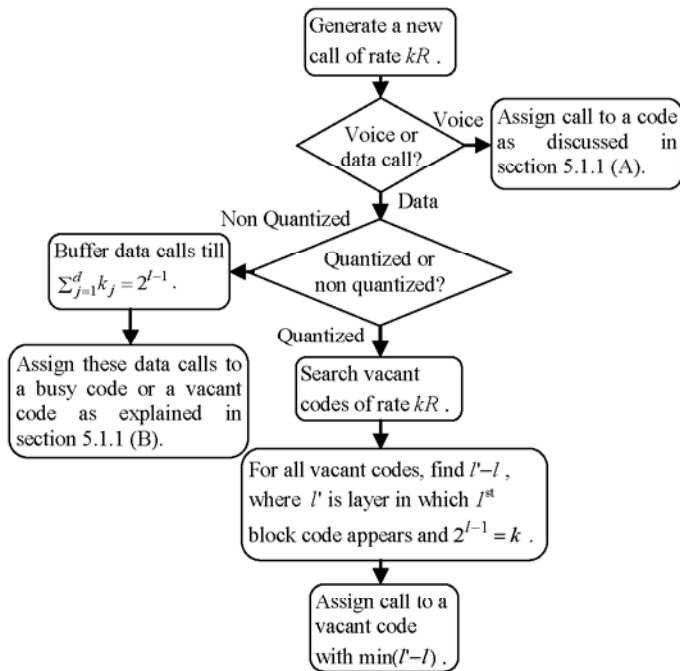 Generate a new
call of rate kR .
Voice or
data call?
Voice
Assign call to a code
as discussed in
section 5.1.1 (A).
Data
Non Quantized
Buffer data calls till
∑_{j=1}^{d} k_j = 2^{l-1} .
Quantized or
non quantized?
Assign these data calls to
a busy code or a vacant
code as explained in
section 5.1.1 (B).
Quantized
Search vacant
codes of rate kR .
For all vacant codes, find l'-l ,
where l' is layer in which 1st
block code appears and 2^{l-1} = k .
Assign call to a
vacant code
with min(l'-l) .